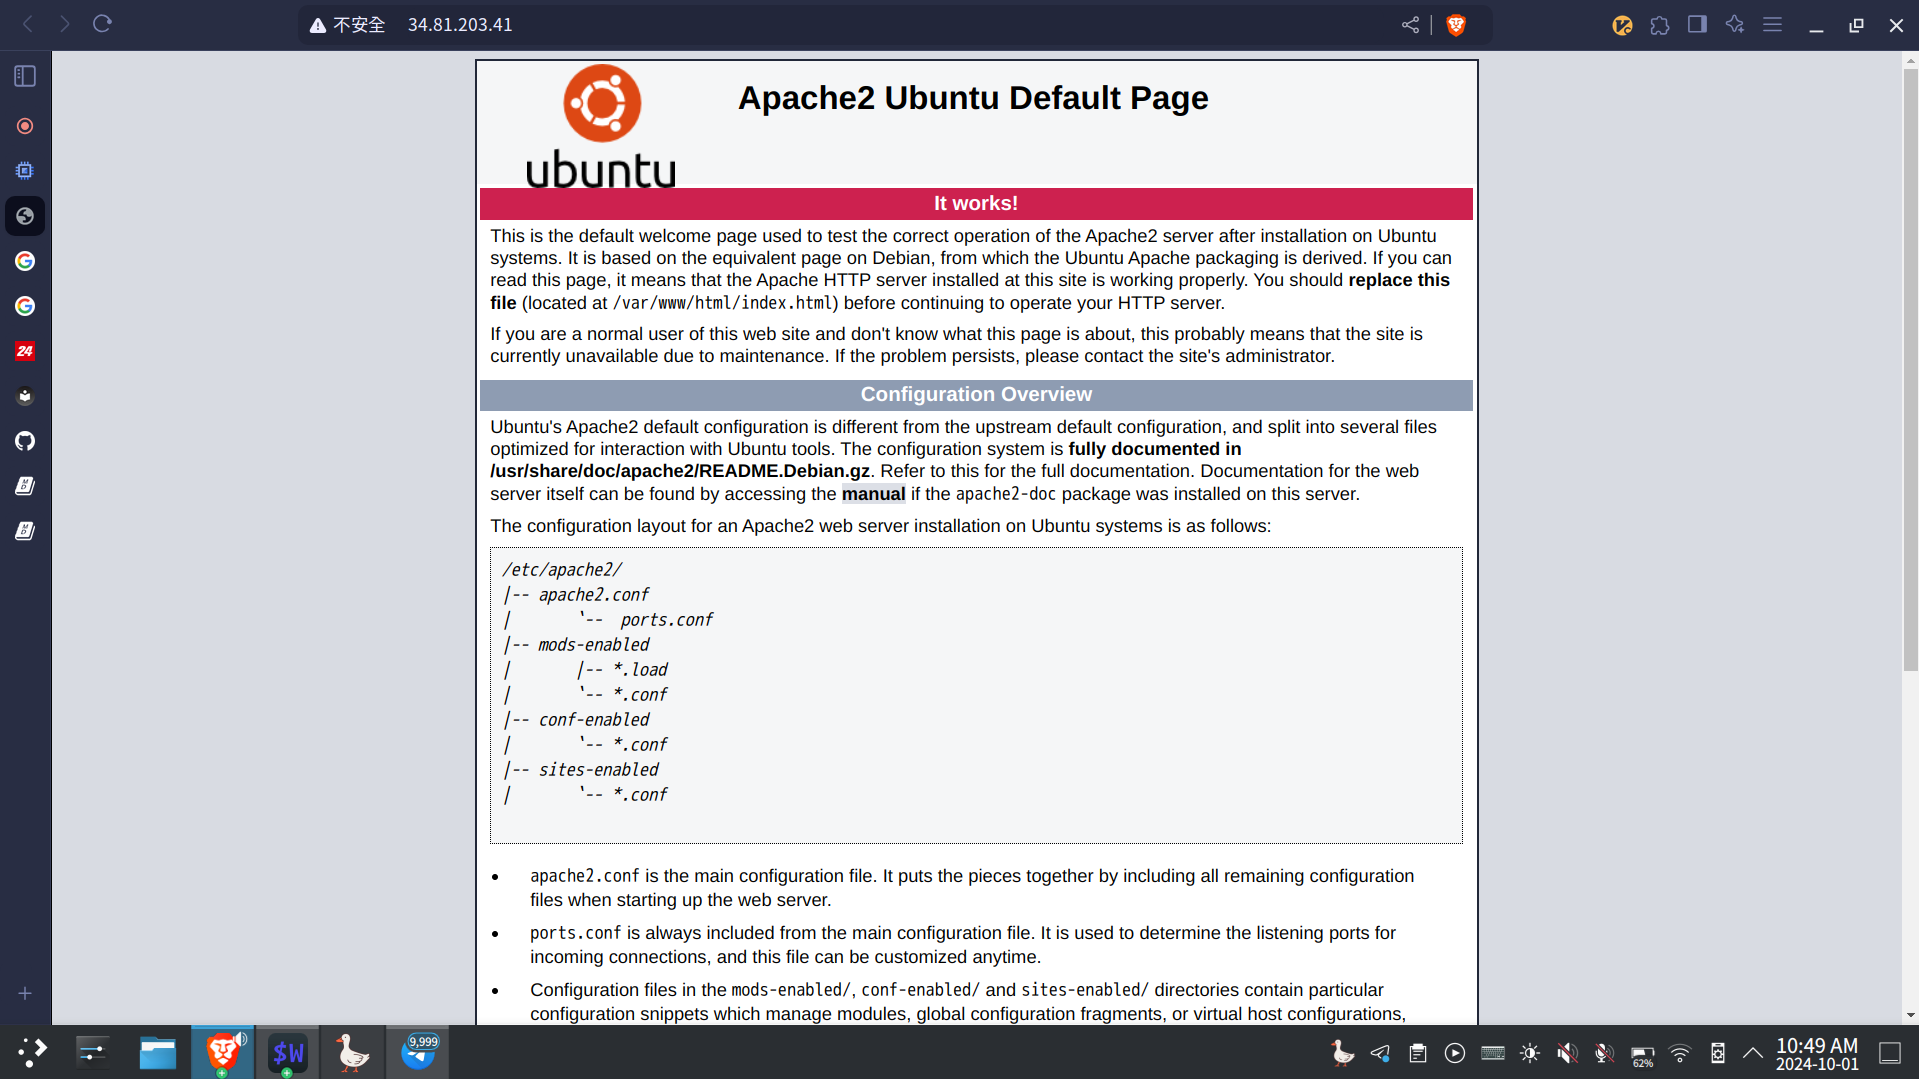 不安全 34.81.203.41
ubuntu
Apache2 Ubuntu Default Page
It works!
This is the default welcome page used to test the correct operation of the Apache2 server after installation on Ubuntu
systems. It is based on the equivalent page on Debian, from which the Ubuntu Apache packaging is derived. If you can
read this page, it means that the Apache HTTP server installed at this site is working properly. You should replace this
file (located at /var/www/html/index.html) before continuing to operate your HTTP server.
If you are a normal user of this web site and don't know what this page is about, this probably means that the site is
currently unavailable due to maintenance. If the problem persists, please contact the site's administrator.
Configuration Overview
Ubuntu's Apache2 default configuration is different from the upstream default configuration, and split into several files
optimized for interaction with Ubuntu tools. The configuration system is fully documented in
/usr/share/doc/apache2/README.Debian.gz. Refer to this for the full documentation. Documentation for the web
server itself can be found by accessing the manual if the apache2-doc package was installed on this server.
The configuration layout for an Apache2 web server installation on Ubuntu systems is as follows:
/etc/apache2/
|-- apache2.conf
|       `--  ports.conf
|-- mods-enabled
|       |-- *.load
|       `-- *.conf
|-- conf-enabled
|       `-- *.conf
|-- sites-enabled
|       `-- *.conf
• apache2.conf is the main configuration file. It puts the pieces together by including all remaining configuration
files when starting up the web server.
• ports.conf is always included from the main configuration file. It is used to determine the listening ports for
incoming connections, and this file can be customized anytime.
• Configuration files in the mods-enabled/, conf-enabled/ and sites-enabled/ directories contain particular
configuration snippets which manage modules, global configuration fragments, or virtual host configurations,
24
$W
9,999
62%
10:49 AM
2024-10-01